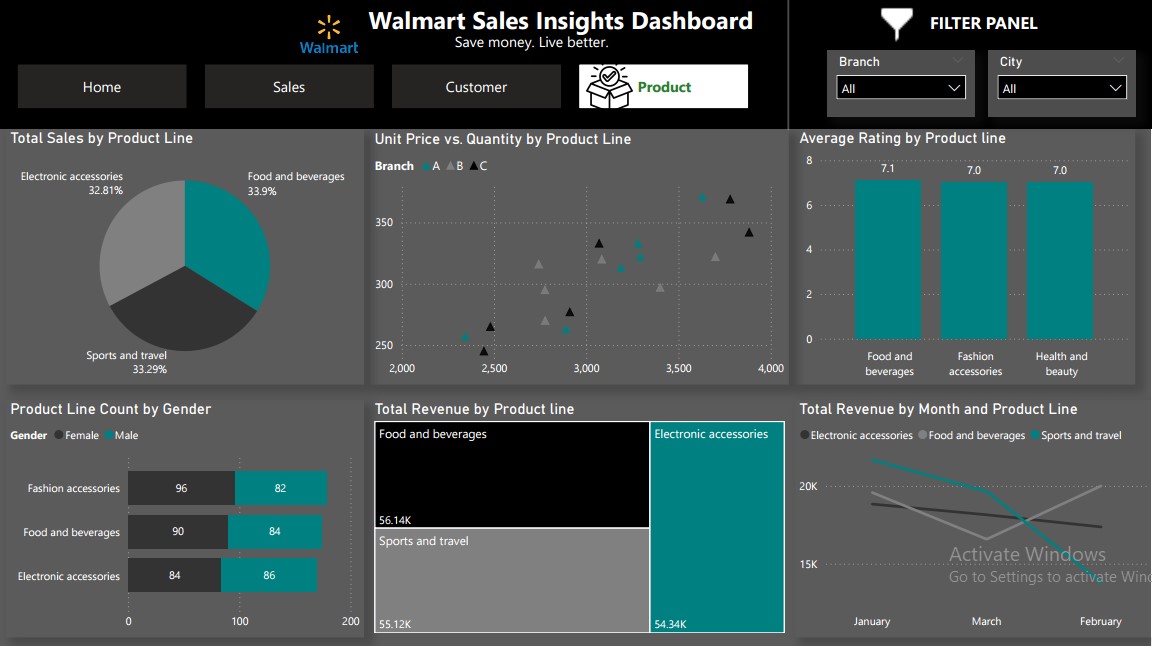 Walmart
Walmart Sales Insights Dashboard
Save money. Live better.
FILTER PANEL
Home
Sales
Customer
Product
Branch
All
City
All
Total Sales by Product Line
Electronic accessories
32.81%
Food and beverages
33.9%
Sports and travel
33.29%
Unit Price vs. Quantity by Product Line
Branch A B C
350
300
250
2,000 2,500 3,000 3,500 4,000
Average Rating by Product line
8
6
4
2
0
7.1 7.0 7.0
Food and beverages
Fashion accessories
Health and beauty
Product Line Count by Gender
Gender Female Male
Fashion accessories 96 82
Food and beverages 90 84
Electronic accessories 84 86
0 100 200
Total Revenue by Product line
Food and beverages
56.14K
Sports and travel
55.12K
Electronic accessories
54.34K
Total Revenue by Month and Product Line
Electronic accessories Food and beverages Sports and travel
20K
15K
January March February
Activate Windows
Go to Settings to activate Win